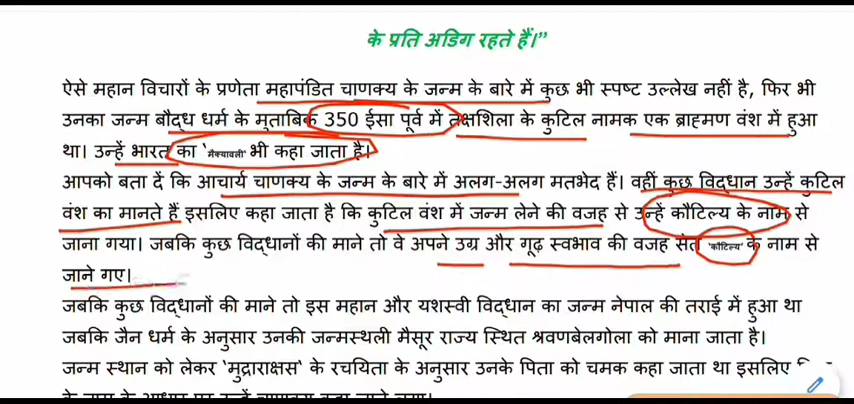 के प्रति अडिग रहते हैं।”
ऐसे महान विचारों के प्रणेता महापंडित चाणक्य के जन्म के बारे में कुछ भी स्पष्ट उल्लेख नहीं है, फिर भी
उनका जन्म बौद्ध धर्म के मुताबिक 350 ईसा पूर्व में तक्षशिला के कुटिल नामक एक ब्राह्मण वंश में हुआ
था। उन्हें भारत का ‘मैक्यावली’ भी कहा जाता है।
आपको बता दें कि आचार्य चाणक्य के जन्म के बारे में अलग-अलग मतभेद हैं। वहीं कुछ विद्धान उन्हें कुटिल
वंश का मानते हैं इसलिए कहा जाता है कि कुटिल वंश में जन्म लेने की वजह से उन्हें कौटिल्य के नाम से
जाना गया। जबकि कुछ विद्धानों की माने तो वे अपने उग्र और गूढ़ स्वभाव की वजह से ‘कौटिल्य’ के नाम से
जाने गए।
जबकि कुछ विद्धानों की माने तो इस महान और यशस्वी विद्धान का जन्म नेपाल की तराई में हुआ था
जबकि जैन धर्म के अनुसार उनकी जन्मस्थली मैसूर राज्य स्थित श्रवणबेलगोला को माना जाता है।
जन्म स्थान को लेकर ‘मुद्राराक्षस‘ के रचयिता के अनुसार उनके पिता को चमक कहा जाता था इसलिए